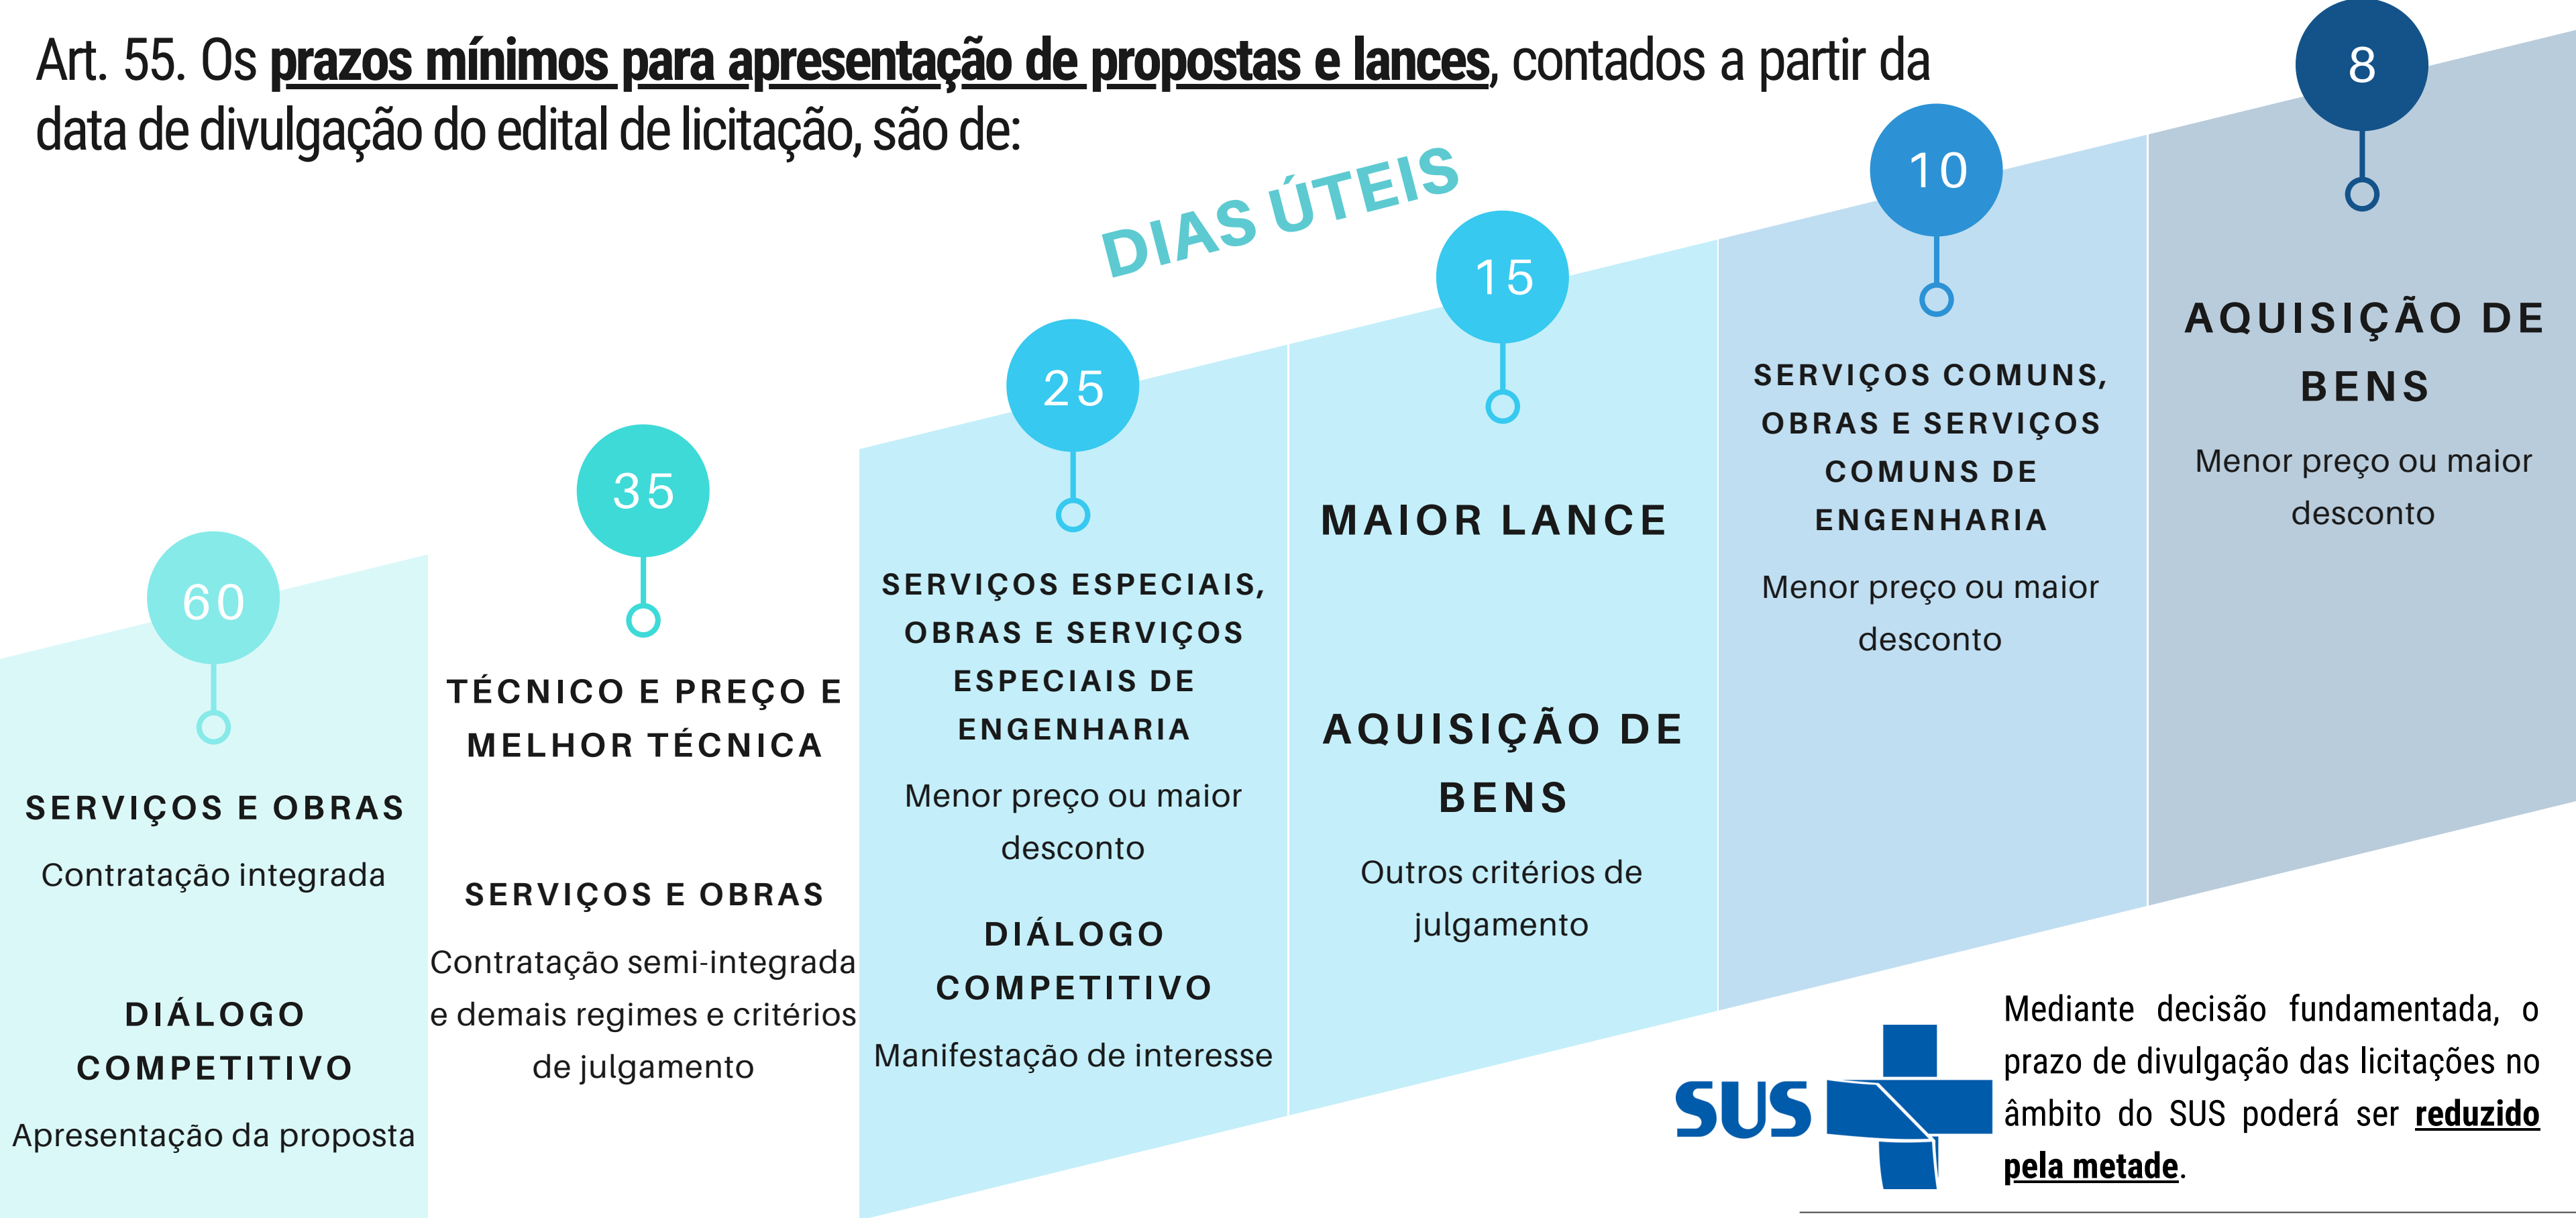 Art. 55. Os prazos mínimos para apresentação de propostas e lances, contados a partir da
data de divulgação do edital de licitação, são de:
DIAS ÚTEIS
60
SERVIÇOS E OBRAS
Contratação integrada
DIÁLOGO
COMPETITIVO
Apresentação da proposta
35
TÉCNICO E PREÇO E
MELHOR TÉCNICA
SERVIÇOS E OBRAS
Contratação semi-integrada
e demais regimes e critérios
de julgamento
25
SERVIÇOS ESPECIAIS,
OBRAS E SERVIÇOS
ESPECIAIS DE
ENGENHARIA
Menor preço ou maior
desconto
DIÁLOGO
COMPETITIVO
Manifestação de interesse
15
MAIOR LANCE
AQUISIÇÃO DE
BENS
Outros critérios de
julgamento
10
SERVIÇOS COMUNS,
OBRAS E SERVIÇOS
COMUNS DE
ENGENHARIA
Menor preço ou maior
desconto
8
AQUISIÇÃO DE
BENS
Menor preço ou maior
desconto
SUS
Mediante decisão fundamentada, o
prazo de divulgação das licitações no
âmbito do SUS poderá ser reduzido
pela metade.